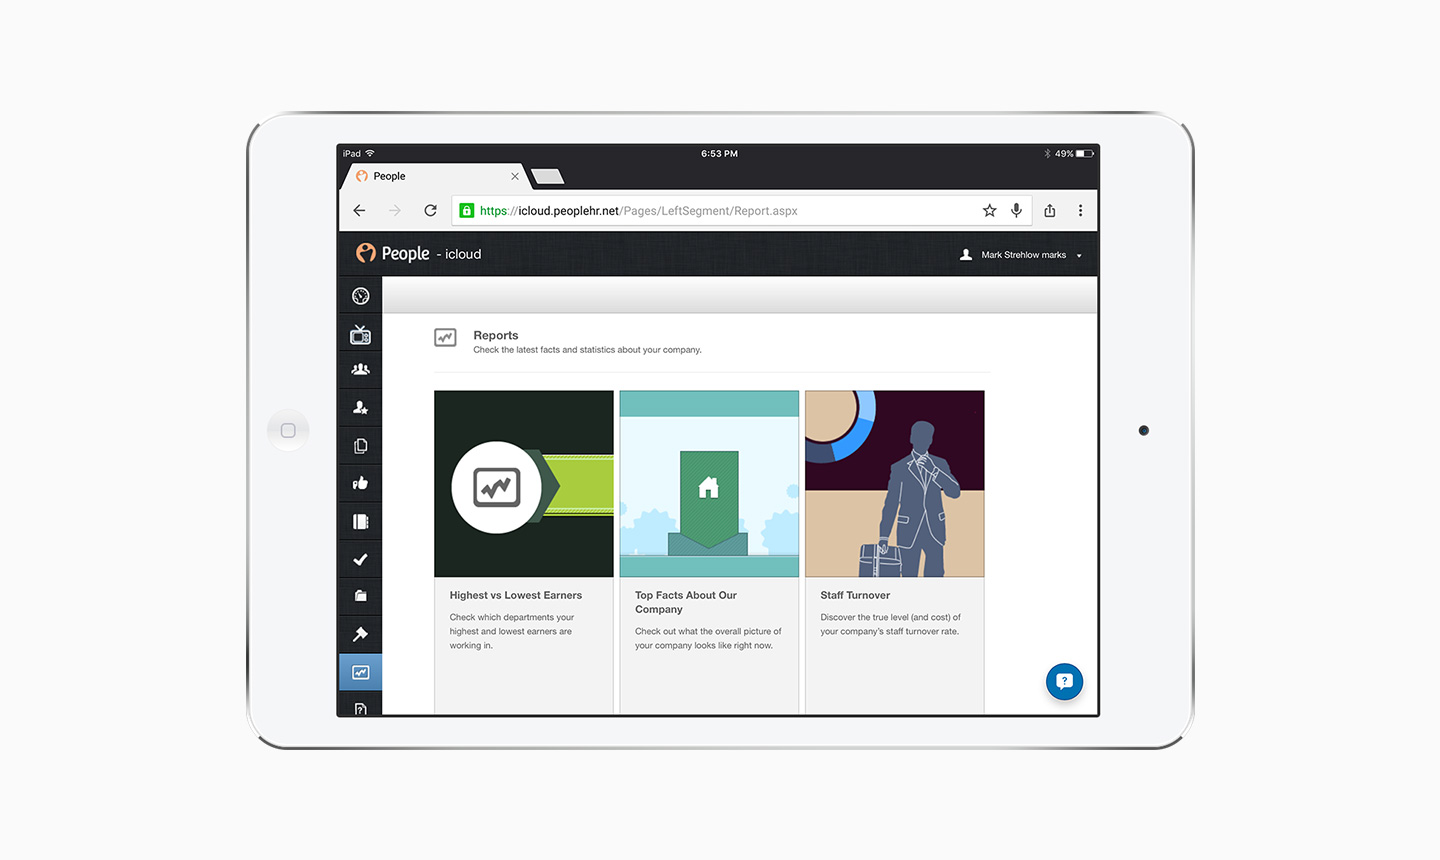 iPad
6:53 PM
49%
People
https://icloud.peoplehr.net/Pages/LeftSegment/Report.aspx
People - icloud
Mark Strehlow marks
Reports
Check the latest facts and statistics about your company.
Highest vs Lowest Earners
Check which departments your
highest and lowest earners are
working in.
Top Facts About Our
Company
Check out what the overall picture of
your company looks like right now.
Staff Turnover
Discover the true level (and cost) of
your company's staff turnover rate.